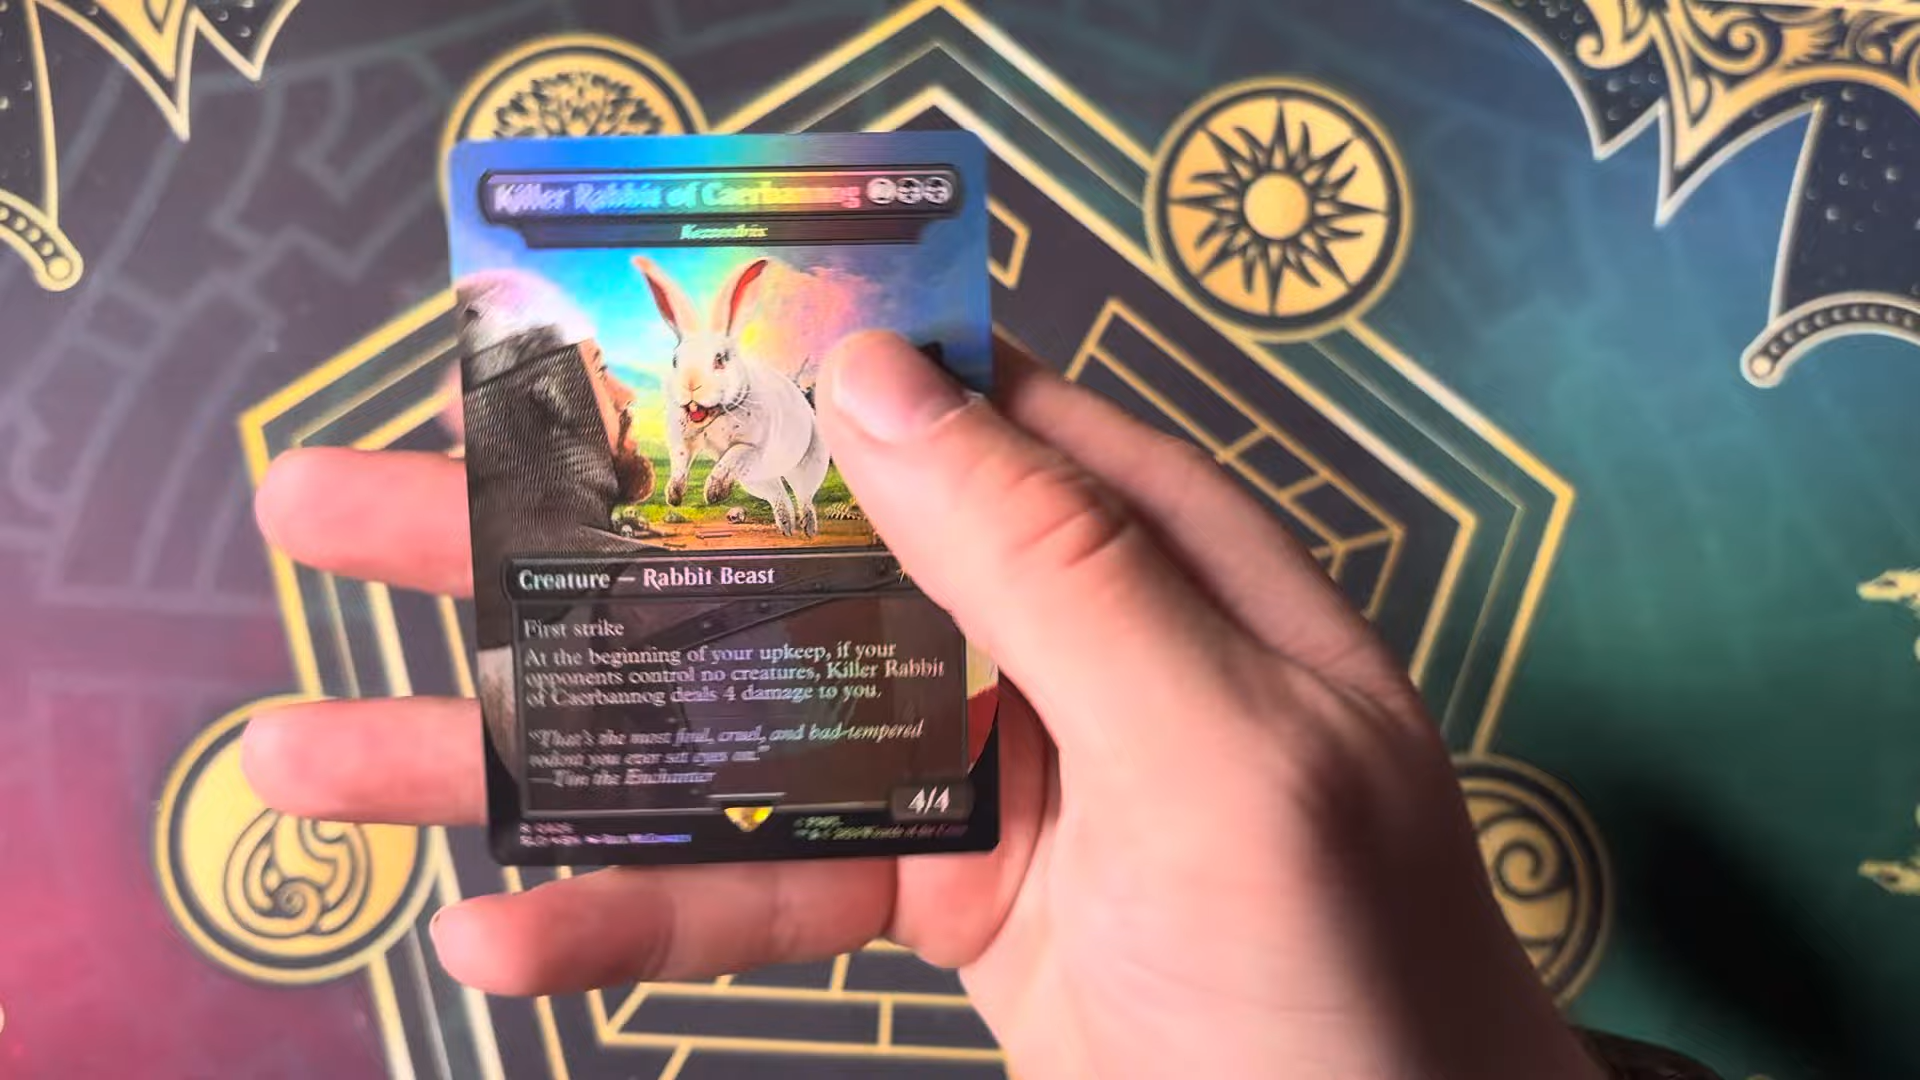 Killer Rabbit of Caerbannog
Kezzerdrix
Creature — Rabbit Beast
First strike
At the beginning of your upkeep, if your
opponents control no creatures, Killer Rabbit
of Caerbannog deals 4 damage to you.
"That's the most foul, cruel, and bad-tempered
rodent you ever set eyes on."
—Tim the Enchanter
4/4